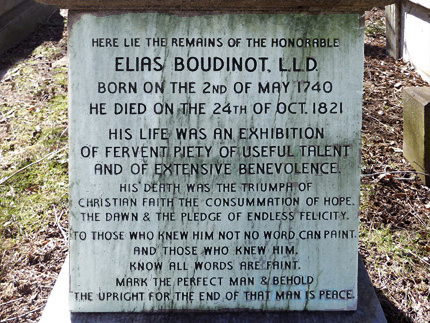 HERE LIE THE REMAINS OF THE HONORABLE
ELIAS BOUDINOT, L.L.D.
BORN ON THE 2ND OF MAY 1740
HE DIED ON THE 24TH OF OCT. 1821
HIS LIFE WAS AN EXHIBITION
OF FERVENT PIETY OF USEFUL TALENT
AND OF EXTENSIVE BENEVOLENCE.
HIS DEATH WAS THE TRIUMPH OF
CHRISTIAN FAITH THE CONSUMMATION OF HOPE.
THE DAWN & THE PLEDGE OF ENDLESS FELICITY.
TO THOSE WHO KNEW HIM NOT NO WORD CAN PAINT
AND THOSE WHO KNEW HIM,
KNOW ALL WORDS ARE FAINT.
MARK THE PERFECT MAN & BEHOLD
THE UPRIGHT FOR THE END OF THAT MAN IS PEACE.